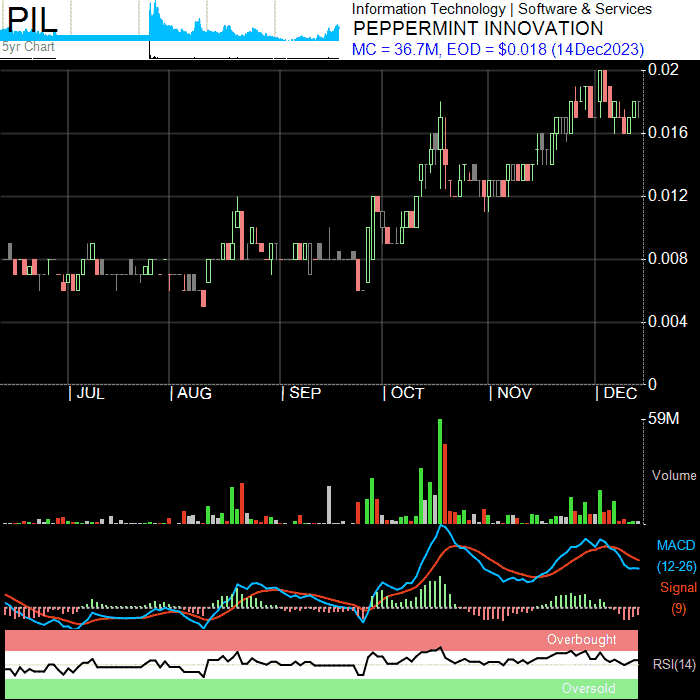 PIL
5yr Chart
Information Technology | Software & Services
PEPPERMINT INNOVATION
MC = 36.7M, EOD = $0.018 (14Dec2023)
0.02
0.016
0.012
0.008
0.004
0
| JUL | AUG | SEP | OCT | NOV | DEC
59M
Volume
MACD
(12-26)
Signal
(9)
Overbought
RSI(14)
Oversold